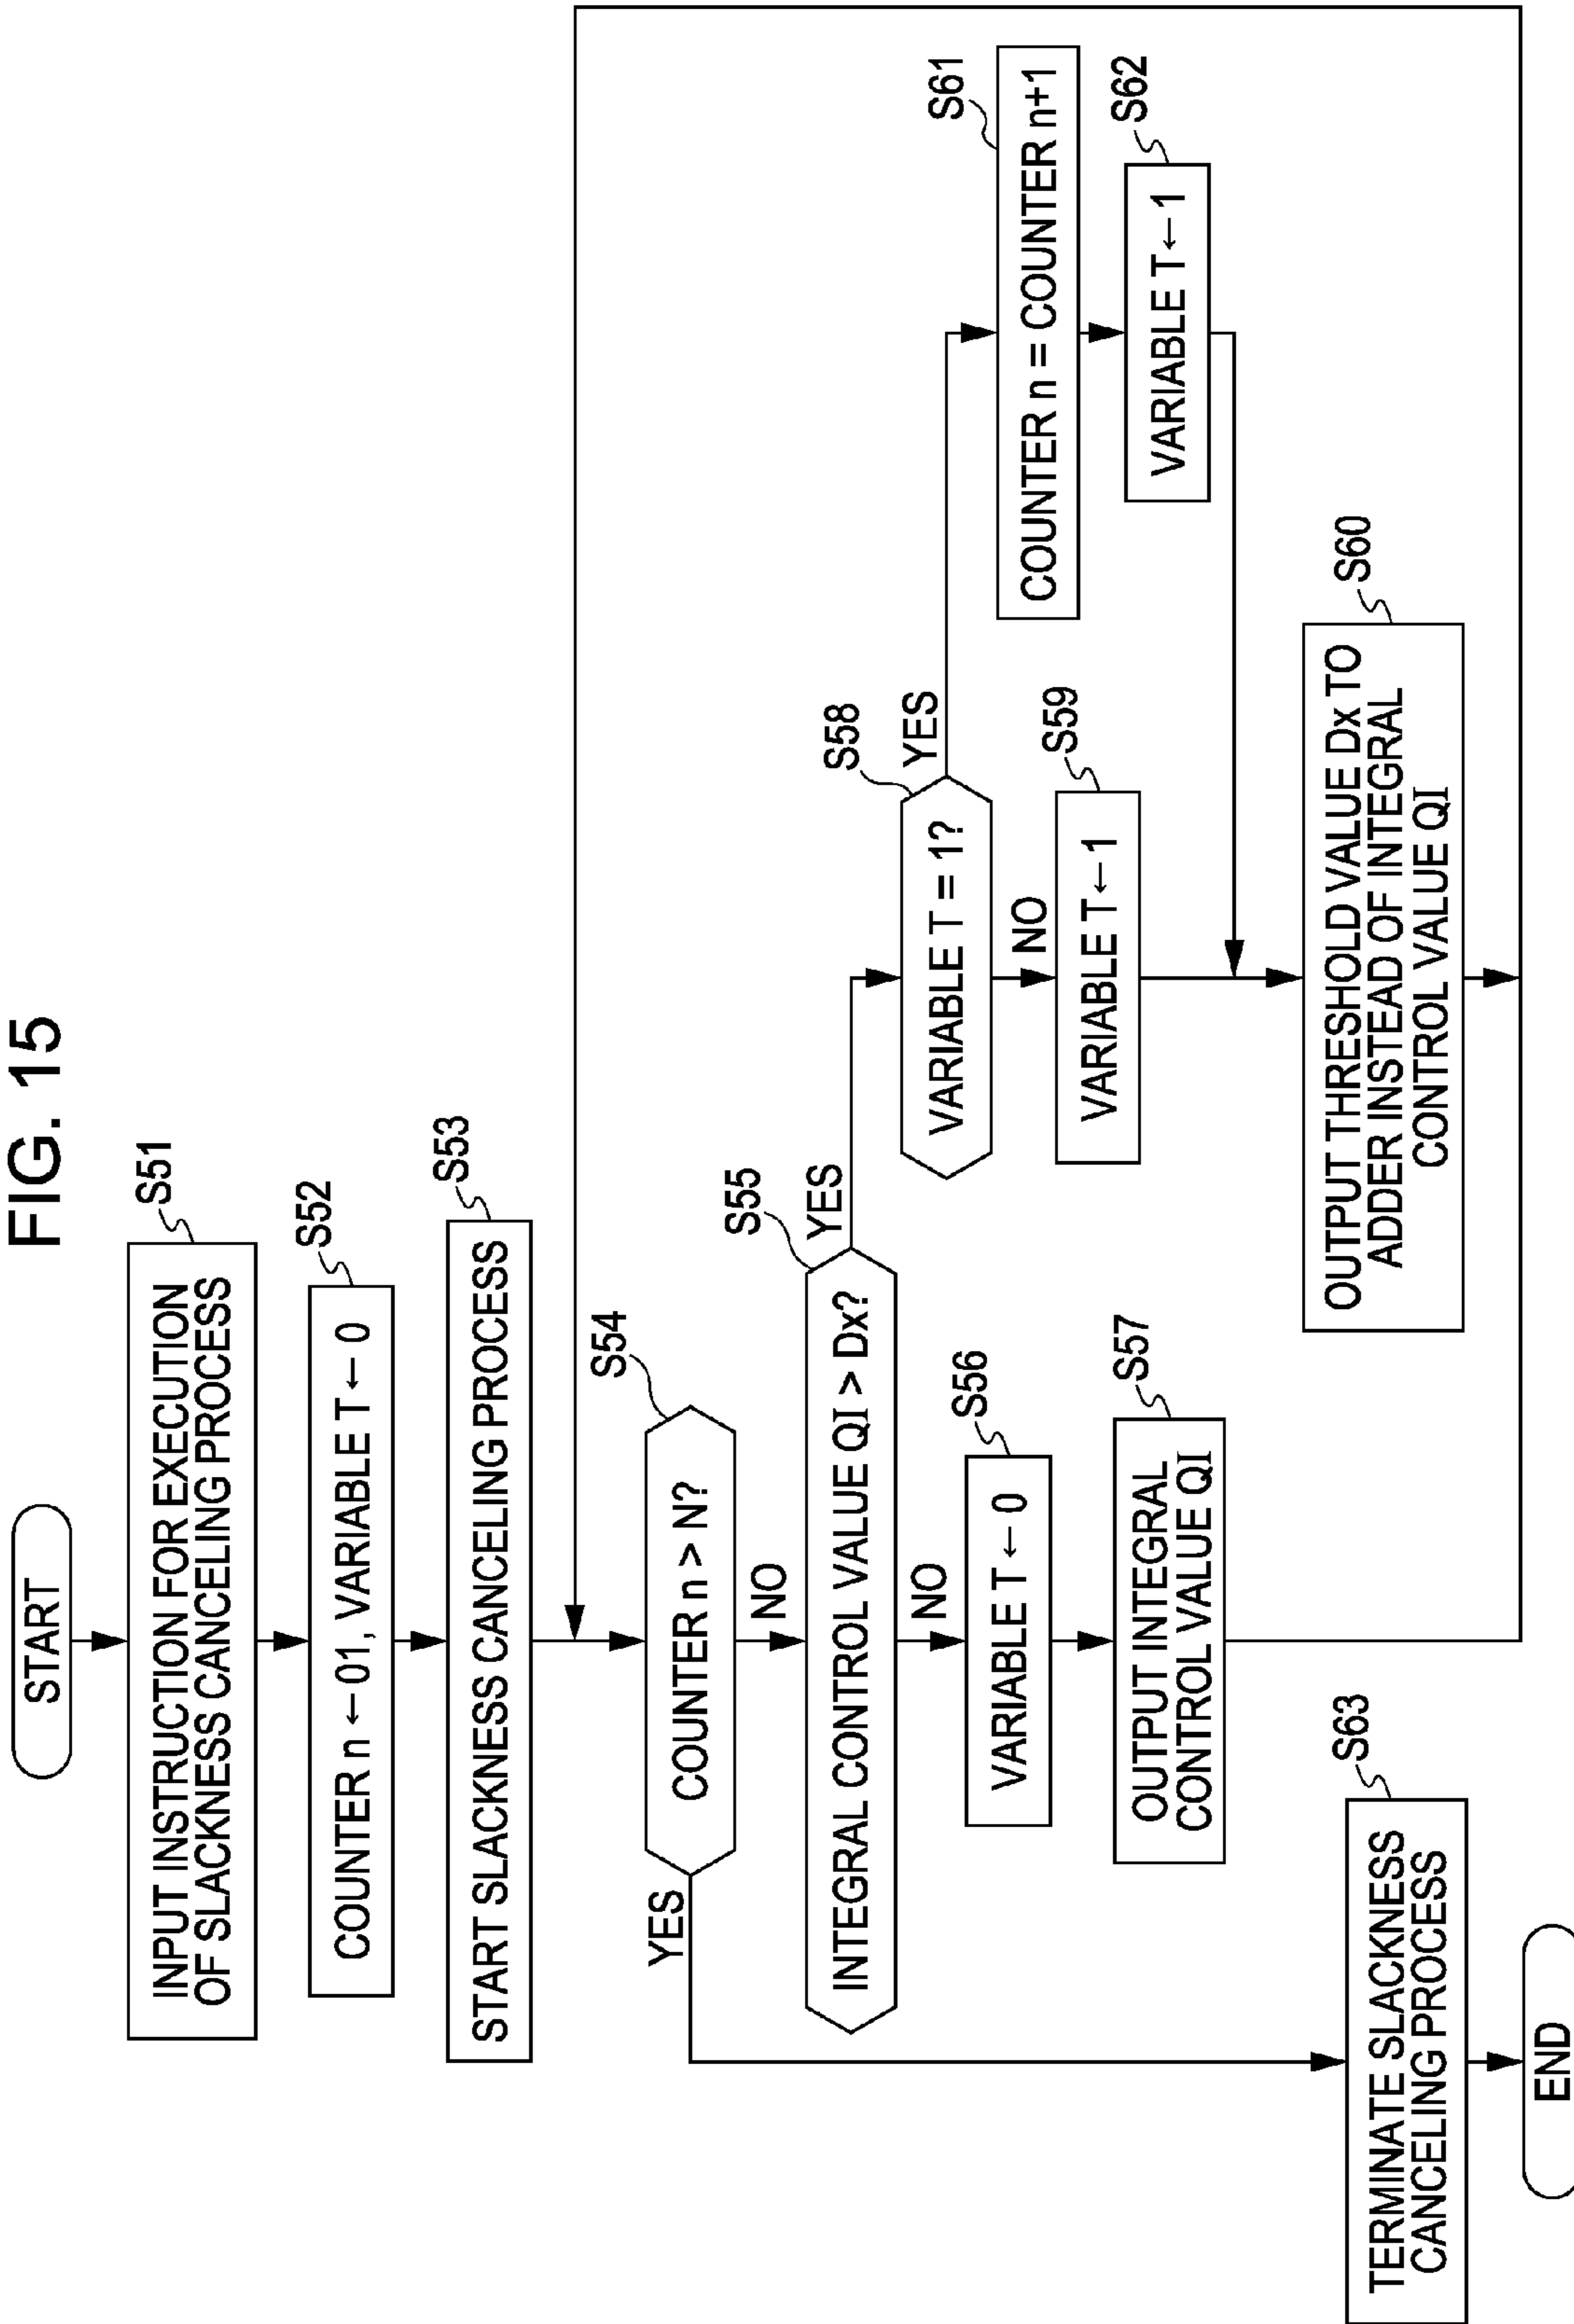 FIG. 15
START
INPUT INSTRUCTION FOR EXECUTION
OF SLACKNESS CANCELING PROCESS
S51
COUNTER n ← 01, VARIABLE T ← 0
S52
START SLACKNESS CANCELING PROCESS
S53
COUNTER n > N?
S54
YES
NO
INTEGRAL CONTROL VALUE QI > Dx?
S55
YES
NO
VARIABLE T ← 0
S56
OUTPUT INTEGRAL
CONTROL VALUE QI
S57
VARIABLE T = 1?
S58
YES
NO
VARIABLE T ← 1
S59
COUNTER n = COUNTER n+1
S61
VARIABLE T ← 1
S62
OUTPUT THRESHOLD VALUE Dx TO
ADDER INSTEAD OF INTEGRAL
CONTROL VALUE QI
S60
TERMINATE SLACKNESS
CANCELING PROCESS
S63
END